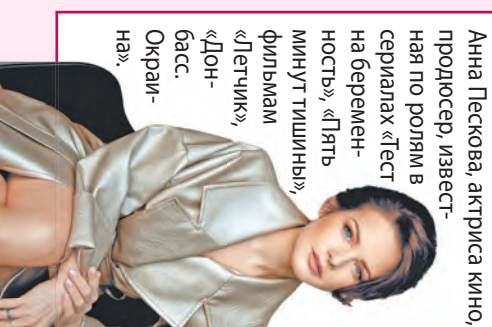 Анна Пескова, актриса кино,
продюсер, извест-
ная по ролям в
сериалах «Тест
на беремен-
ность», «Пять
минут тишины»,
фильмам
«Летчик»,
«Дон-
басс.
Окраи-
на».